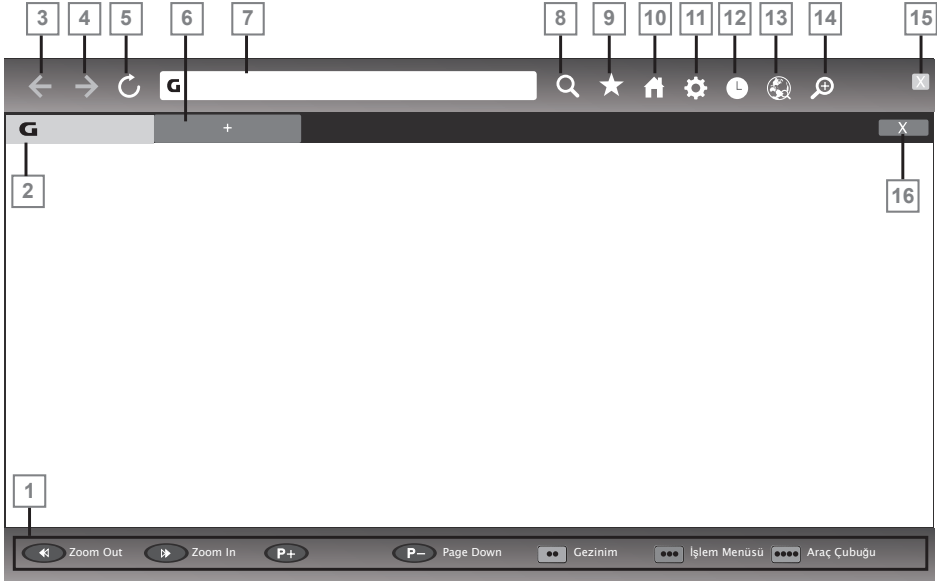 3 4 5 6 7 8 9 10 11 12 13 14 15
G X
G + X
2 16
1
Zoom Out Zoom In P+ P− Page Down Gezinim İşlem Menüsü Araç Çubuğu